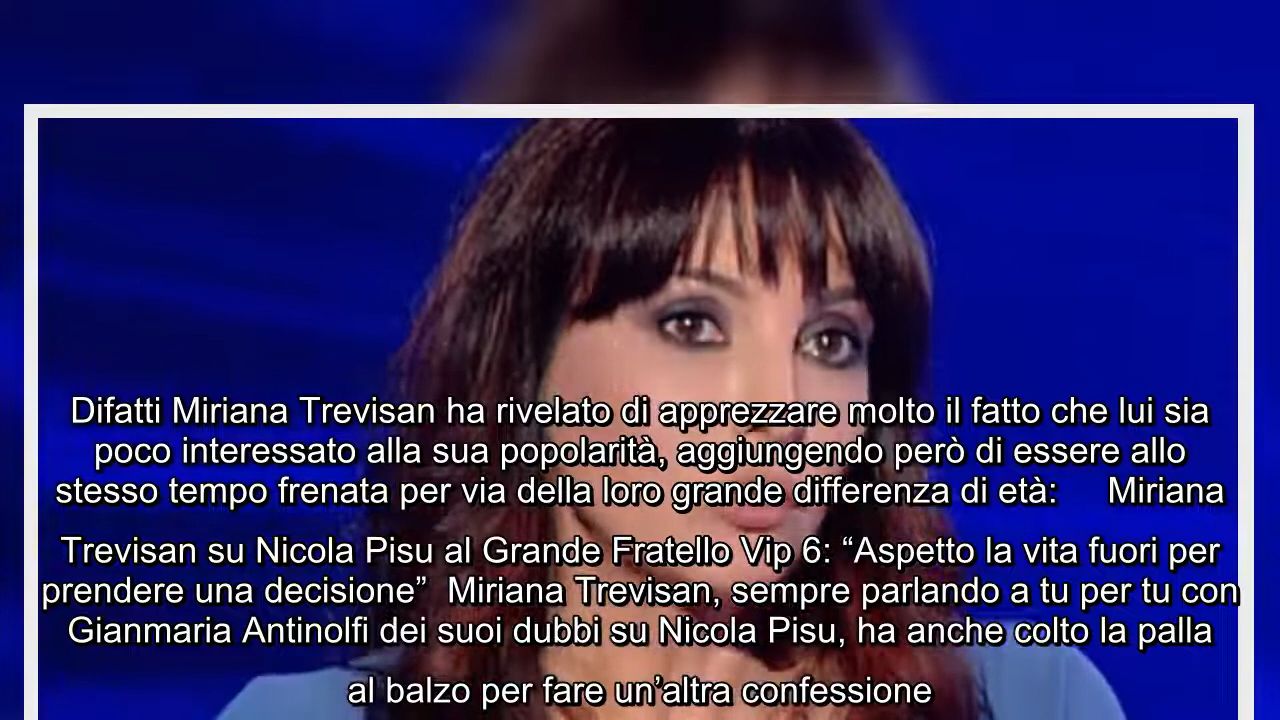 Difatti Miriana Trevisan ha rivelato di apprezzare molto il fatto che lui sia
poco interessato alla sua popolarità, aggiungendo però di essere allo
stesso tempo frenata per via della loro grande differenza di età: Miriana
Trevisan su Nicola Pisu al Grande Fratello Vip 6: “Aspetto la vita fuori per
prendere una decisione” Miriana Trevisan, sempre parlando a tu per tu con
Gianmaria Antinolfi dei suoi dubbi su Nicola Pisu, ha anche colto la palla
al balzo per fare un’altra confessione